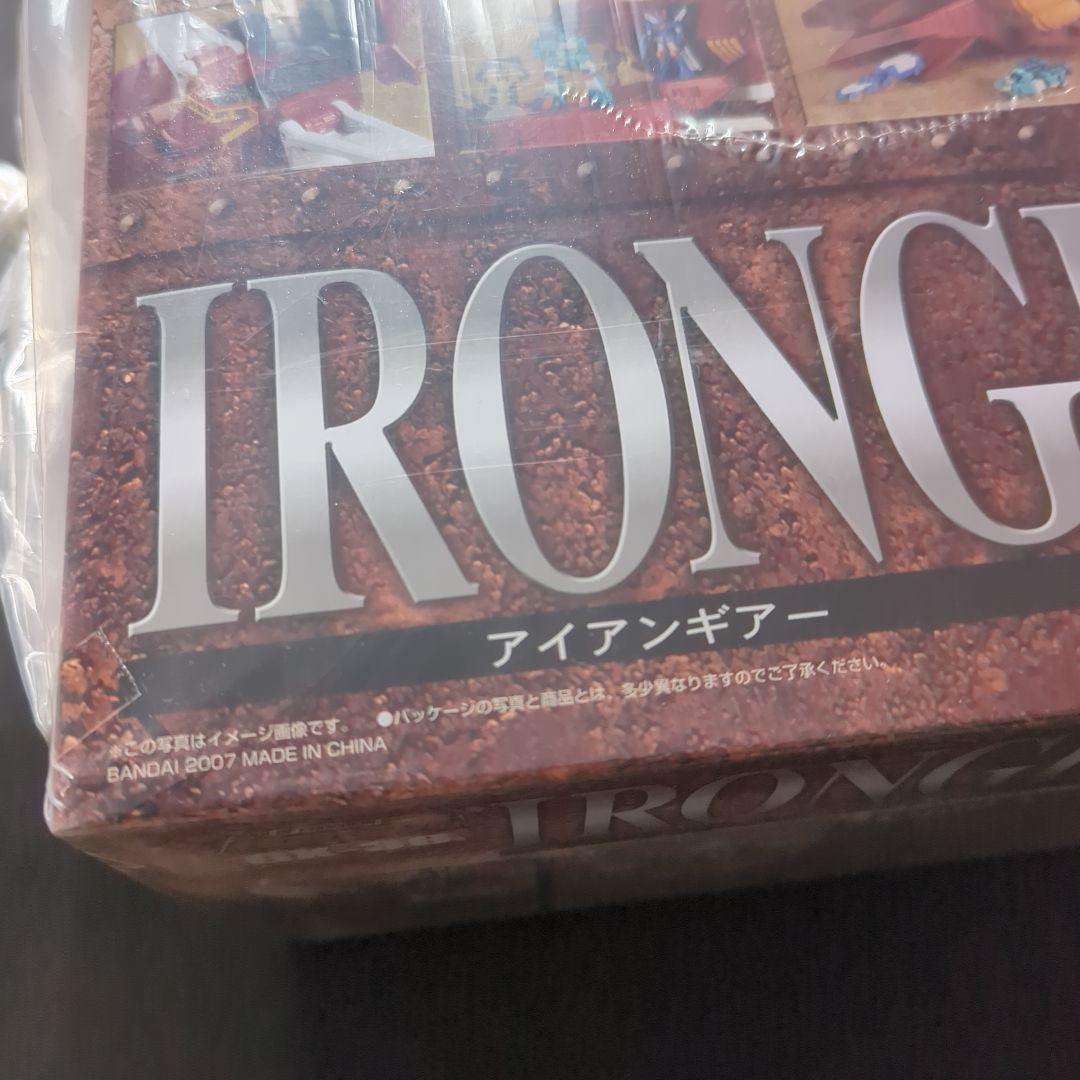 IRONG
アイアンギアー
※この写真はイメージ画像です。 ●パッケージの写真と商品とは、多少異なりますのでご了承ください。
BANDAI 2007 MADE IN CHINA
IRONG